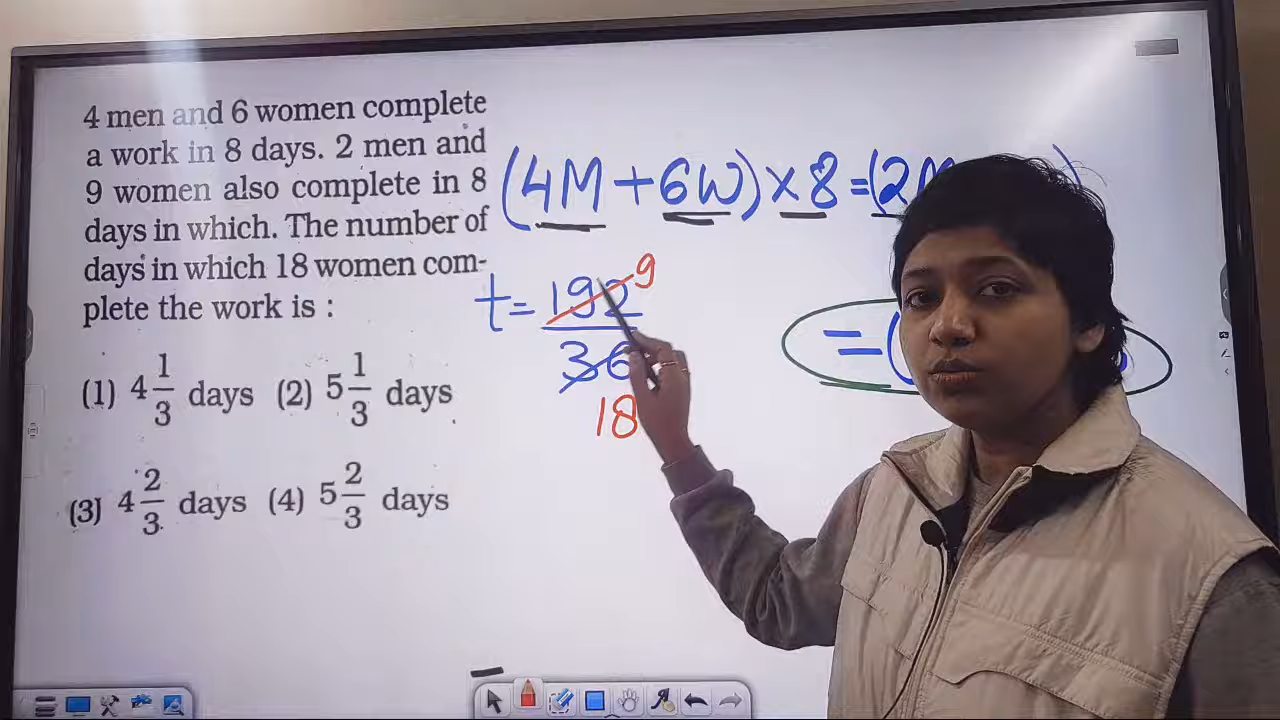 4 men and 6 women complete
a work in 8 days. 2 men and
9 women also complete in 8
days in which. The number of
days in which 18 women com-
plete the work is :
(1) 4 1/3 days (2) 5 1/3 days
(3) 4 2/3 days (4) 5 2/3 days
(4M + 6W) × 8 = (2M
t = 192 9
36
18
= (